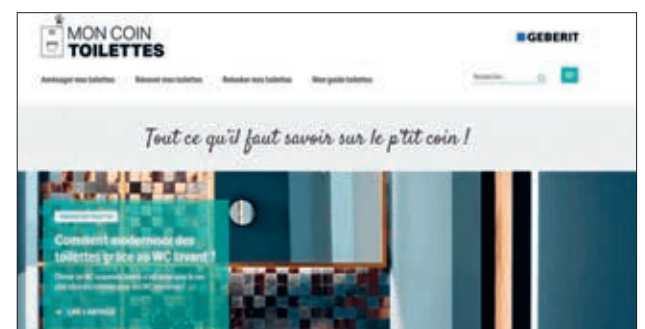 MON COIN
TOILETTES
GEBERIT
Aménager mes toilettes Rénover mes toilettes Relooker mes toilettes Mon guide toilettes
Rechercher...
Tout ce qu'il faut savoir sur le p'tit coin !
Comment moderniser des
toilettes grâce au WC lavant ?
LIRE L'ARTICLE